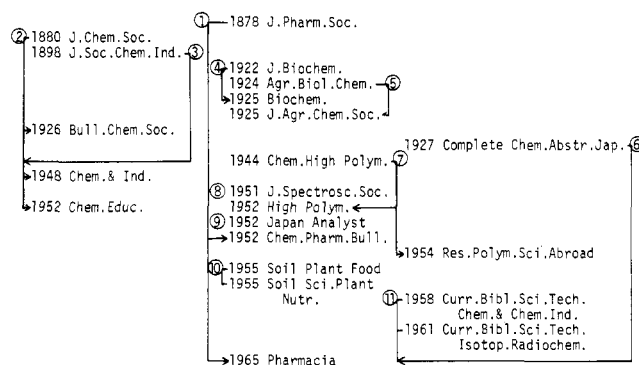 ① 1878 J.Pharm.Soc.
② 1880 J.Chem.Soc.
1898 J.Soc.Chem.Ind. ③
④ 1922 J.Biochem.
1924 Agr.Biol.Chem. ⑤
1925 Biochem.
1925 J.Agr.Chem.Soc.
1926 Bull.Chem.Soc.
1927 Complete Chem.Abstr.Jap. ⑥
1944 Chem.High Polym. ⑦
1948 Chem.& Ind.
⑧ 1951 J.Spectrosc.Soc.
1952 High Polym.
1952 Chem.Educ.
⑨ 1952 Japan Analyst
1952 Chem.Pharm.Bull.
1954 Res.Polym.Sci.Abroad
⑩ 1955 Soil Plant Food
1955 Soil Sci.Plant
Nutr.
⑪ 1958 Curr.Bibl.Sci.Tech.
Chem.& Chem.Ind.
1961 Curr.Bibl.Sci.Tech.
Isotop.Radiochem.
1965 Pharmacia